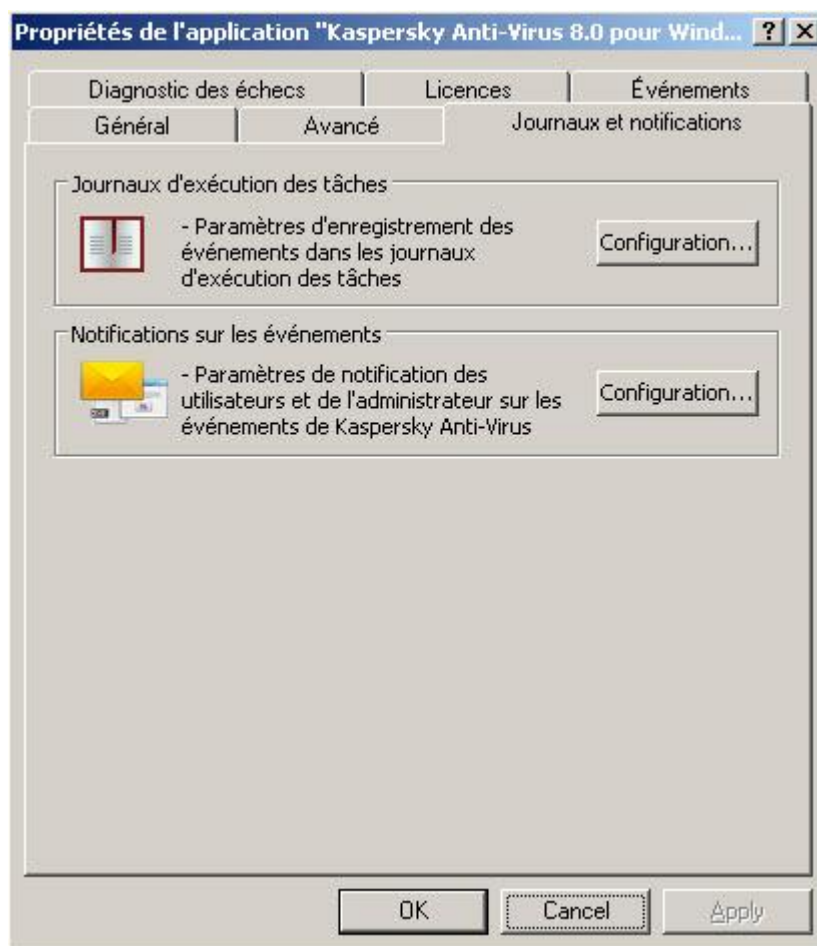 Propriétés de l'application "Kaspersky Anti-Virus 8.0 pour Wind...
Diagnostic des échecs
Licences
Événements
Général
Avancé
Journaux et notifications
Journaux d'exécution des tâches
- Paramètres d'enregistrement des
événements dans les journaux
d'exécution des tâches
Configuration...
Notifications sur les événements
- Paramètres de notification des
utilisateurs et de l'administrateur sur les
événements de Kaspersky Anti-Virus
Configuration...
OK
Cancel
Apply